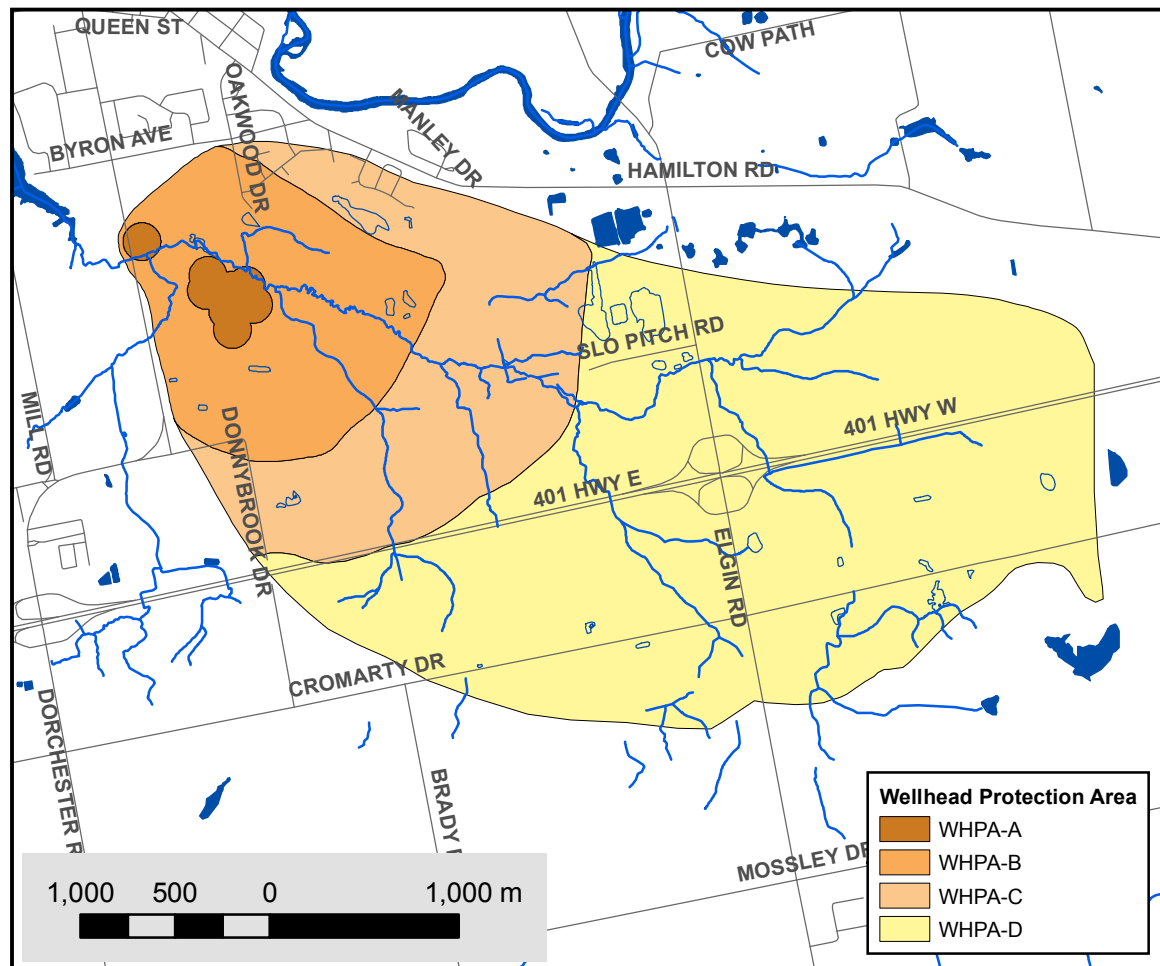 QUEEN ST
COW PATH
OAKWOOD DR
MANLEY DR
BYRON AVE
HAMILTON RD
SLO PITCH RD
MILL RD
DONNYBROOK DR
401 HWY W
401 HWY E
ELGIN RD
CROMARTY DR
DORCHESTER R
BRADY
MOSSLEY DR
Wellhead Protection Area
WHPA-A
WHPA-B
WHPA-C
WHPA-D
1,000 500 0 1,000 m